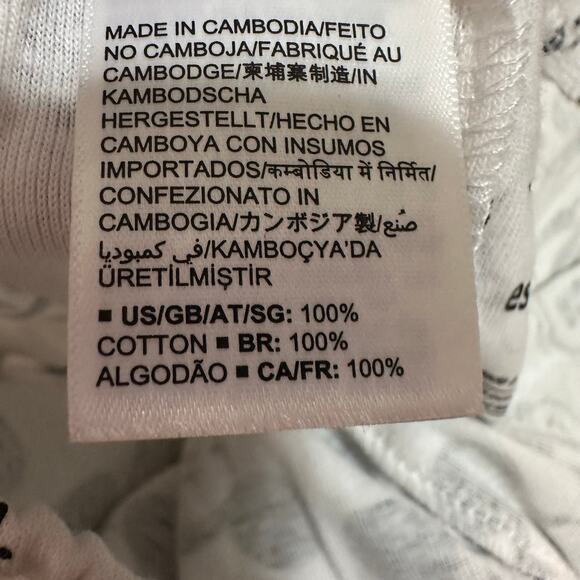 MADE IN CAMBODIA/FEITO
NO CAMBOJA/FABRIQUÉ AU
CAMBODGE/柬埔寨制造/IN
KAMBODSCHA
HERGESTELLT/HECHO EN
CAMBOYA CON INSUMOS
IMPORTADOS/कम्बोडिया में निर्मित/
CONFEZIONATO IN
CAMBOGIA/カンボジア製/صُنع
في كمبوديا/KAMBOÇYA'DA
ÜRETİLMİŞTİR
■ US/GB/AT/SG: 100%
COTTON ■ BR: 100%
ALGODÃO ■ CA/FR: 100%
es